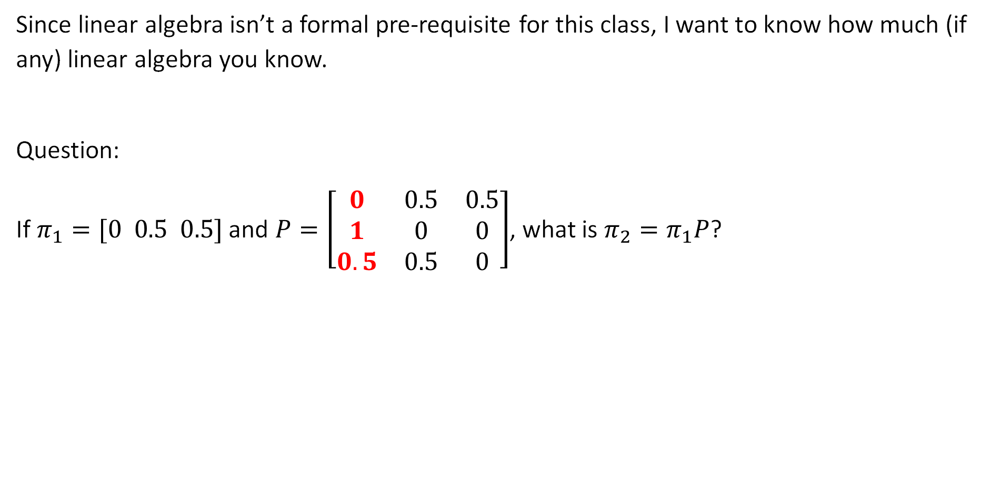 Since linear algebra isn’t a formal pre-requisite for this class, I want to know how much (if
any) linear algebra you know.
Question:
If π₁ = [0 0.5 0.5] and P = [0 0.5 0.5
1 0 0
0.5 0.5 0], what is π₂ = π₁P?